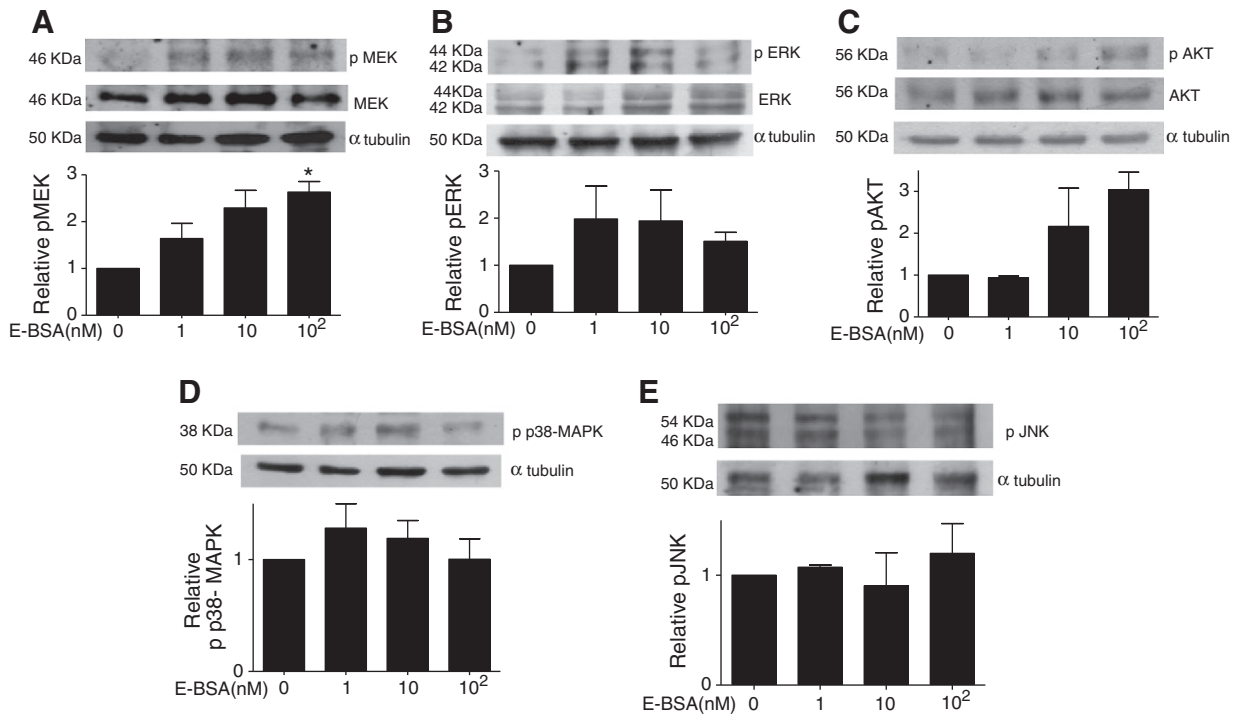 A
46 KDa p MEK
46 KDa MEK
50 KDa α tubulin
Relative pMEK
3
*
2
1
0
E-BSA(nM) 0 1 10 10²
B
44 KDa p ERK
42 KDa
44KDa ERK
42 KDa
50 KDa α tubulin
Relative pERK
3
2
1
0
E-BSA(nM) 0 1 10 10²
C
56 KDa p AKT
56 KDa AKT
50 KDa α tubulin
Relative pAKT
3
2
1
0
E-BSA(nM) 0 1 10 10²
D
38 KDa p p38-MAPK
50 KDa α tubulin
Relative
p p38- MAPK
1
0
E-BSA(nM) 0 1 10 10²
E
54 KDa p JNK
46 KDa
50 KDa α tubulin
Relative pJNK
1
0
E-BSA(nM) 0 1 10 10²